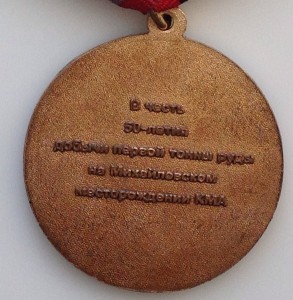 В честь
50-летия
добычи первой тонны руды
на Михайловском
месторождении КМА